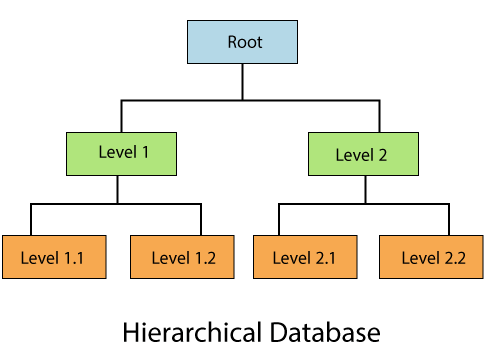 Root
Level 1
Level 2
Level 1.1
Level 1.2
Level 2.1
Level 2.2
Hierarchical Database